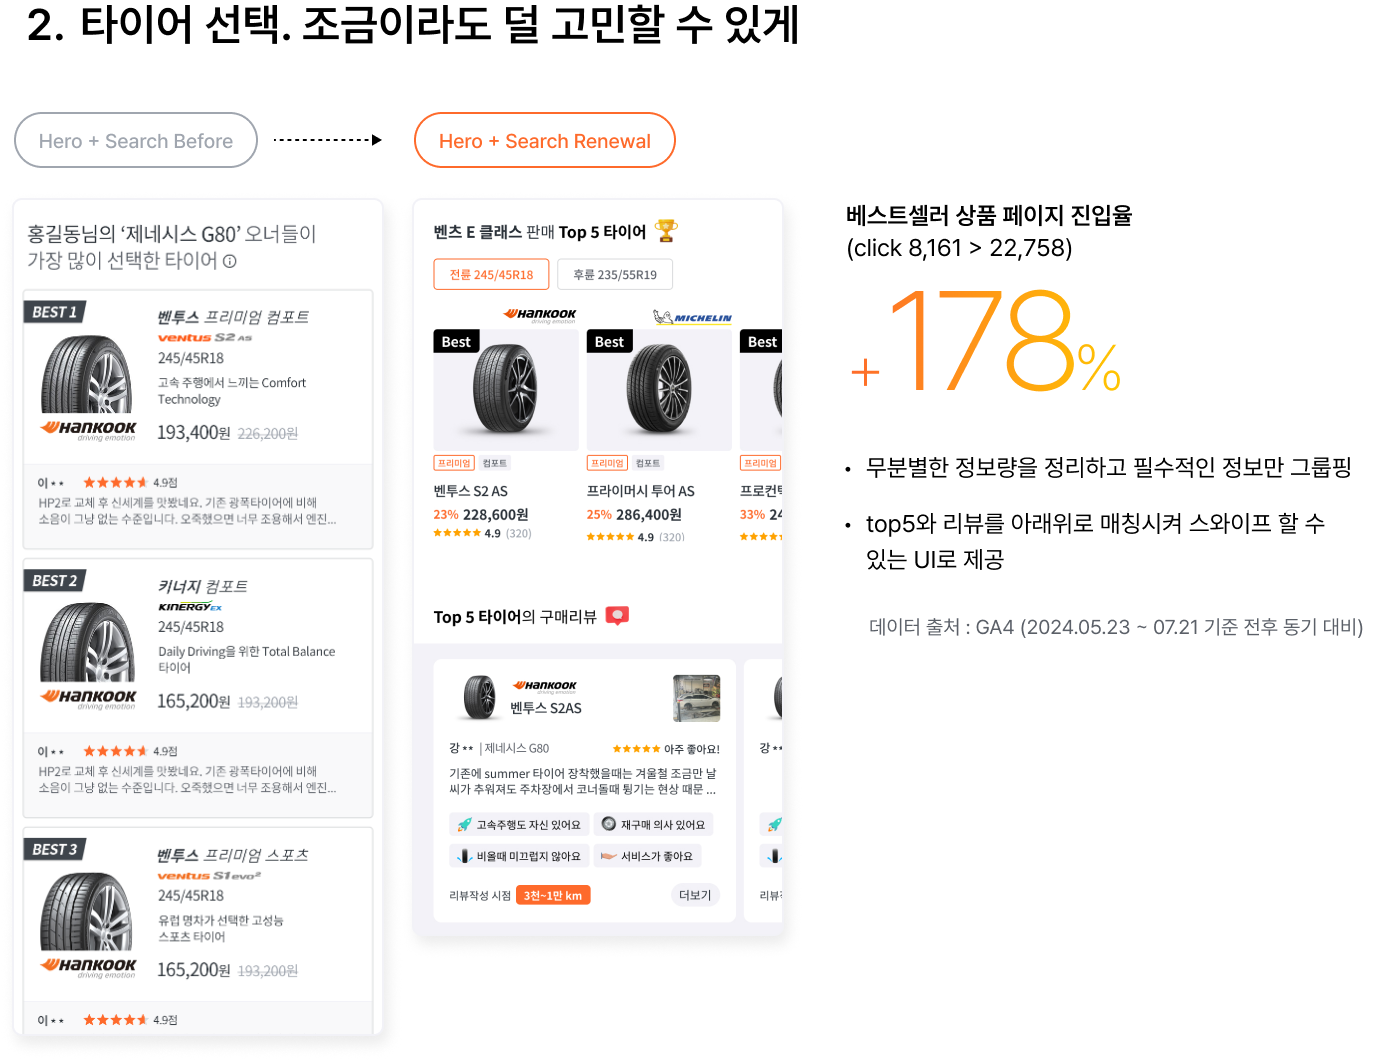 2. 타이어 선택. 조금이라도 덜 고민할 수 있게
Hero + Search Before
Hero + Search Renewal
홍길동님의 ‘제네시스 G80’ 오너들이
가장 많이 선택한 타이어
BEST 1
벤투스 프리미엄 컴포트
ventus S2 AS
245/45R18
고속 주행에서 느끼는 Comfort
Technology
HANKOOK
driving emotion
193,400원 226,200원
이** 4.9점
HP2로 교체 후 신세계를 맛봤네요. 기존 광폭타이어에 비해
소음이 그냥 없는 수준입니다. 오죽했으면 너무 조용해서 엔진...
BEST 2
키너지 컴포트
KINERGY EX
245/45R18
Daily Driving을 위한 Total Balance
타이어
HANKOOK
driving emotion
165,200원 193,200원
이** 4.9점
HP2로 교체 후 신세계를 맛봤네요. 기존 광폭타이어에 비해
소음이 그냥 없는 수준입니다. 오죽했으면 너무 조용해서 엔진...
BEST 3
벤투스 프리미엄 스포츠
ventus S1 evo²
245/45R18
유럽 명차가 선택한 고성능
스포츠 타이어
HANKOOK
driving emotion
165,200원 193,200원
이** 4.9점
벤츠 E 클래스 판매 Top 5 타이어
전륜 245/45R18
후륜 235/55R19
HANKOOK
driving emotion
MICHELIN
Best
Best
Best
프리미엄 컴포트
프리미엄 컴포트
프리미엄
벤투스 S2 AS
프라이머시 투어 AS
프로컨택
23% 228,600원
25% 286,400원
33% 24
4.9 (320)
4.9 (320)
Top 5 타이어의 구매리뷰
HANKOOK
driving emotion
벤투스 S2AS
강** | 제네시스 G80
아주 좋아요!
강**
기존에 summer 타이어 장착했을때는 겨울철 조금만 날
씨가 추워져도 주차장에서 코너돌때 튕기는 현상 때문 ...
고속주행도 자신 있어요
재구매 의사 있어요
비올때 미끄럽지 않아요
서비스가 좋아요
리뷰작성 시점 3천~1만 km
더보기
리뷰
베스트셀러 상품 페이지 진입율
(click 8,161 > 22,758)
+178%
• 무분별한 정보량을 정리하고 필수적인 정보만 그룹핑
• top5와 리뷰를 아래위로 매칭시켜 스와이프 할 수
있는 UI로 제공
데이터 출처 : GA4 (2024.05.23 ~ 07.21 기준 전후 동기 대비)